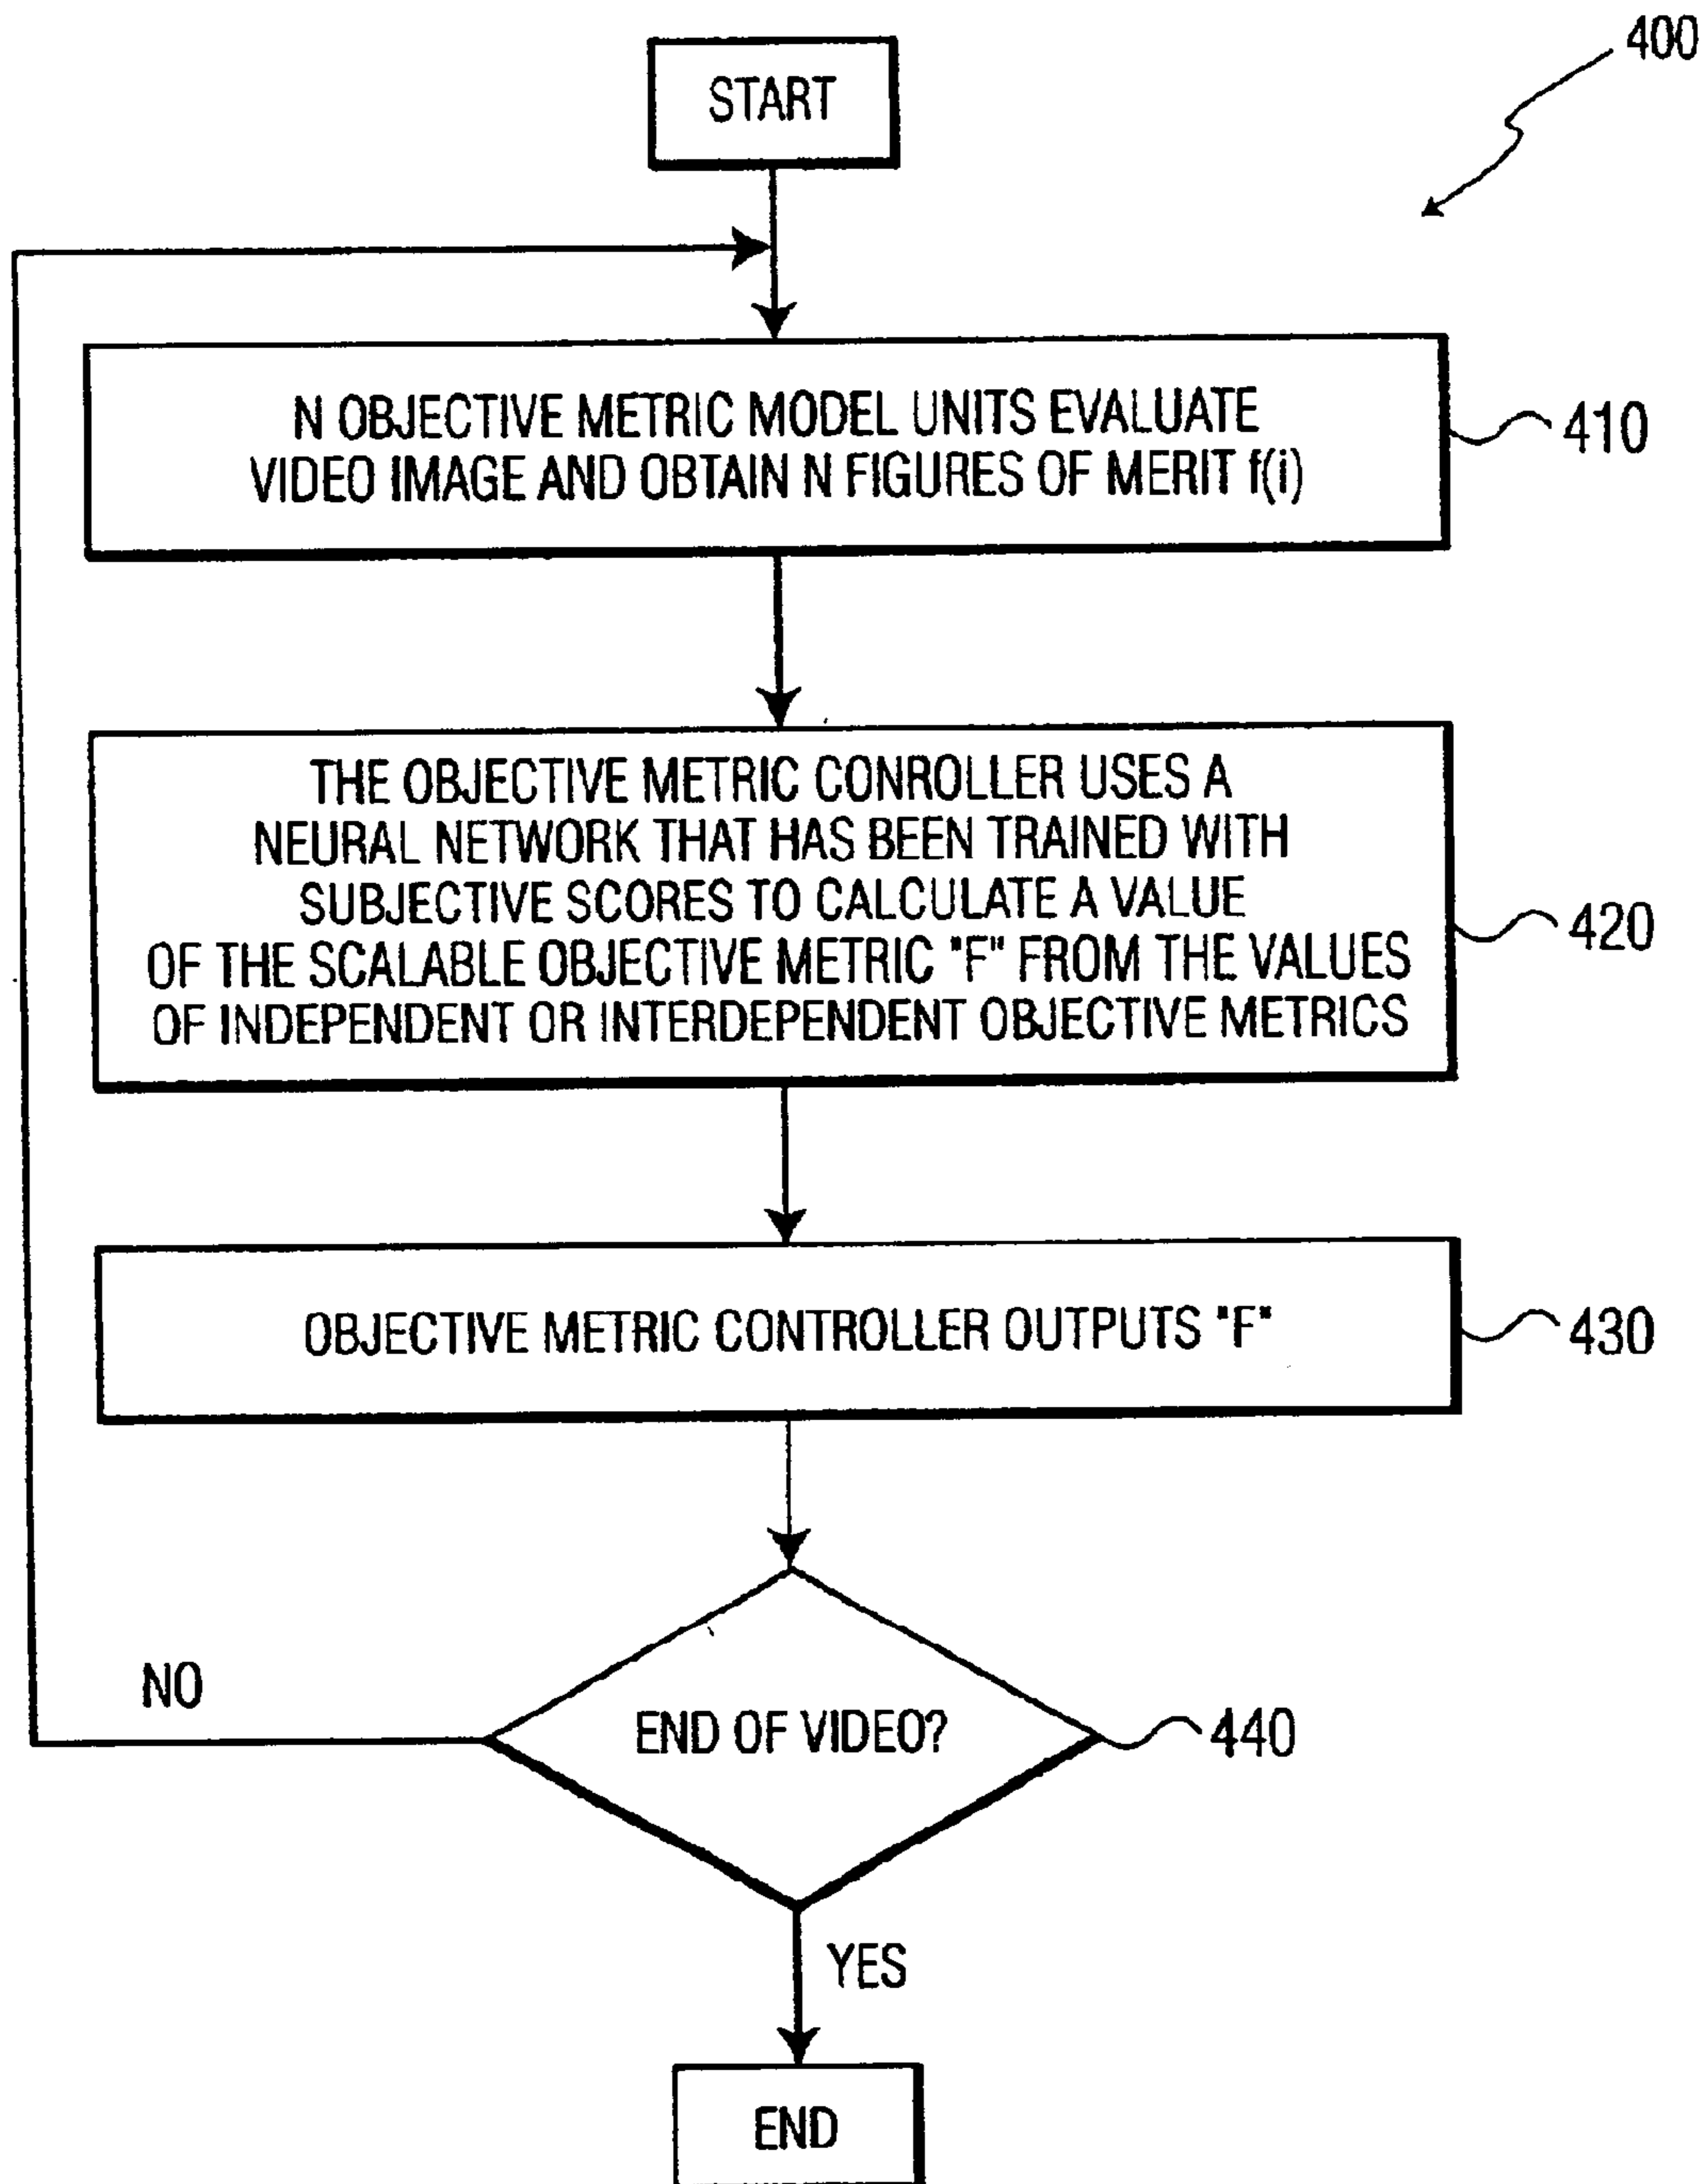 400
START
N OBJECTIVE METRIC MODEL UNITS EVALUATE
VIDEO IMAGE AND OBTAIN N FIGURES OF MERIT f(i)
410
THE OBJECTIVE METRIC CONROLLER USES A
NEURAL NETWORK THAT HAS BEEN TRAINED WITH
SUBJECTIVE SCORES TO CALCULATE A VALUE
OF THE SCALABLE OBJECTIVE METRIC "F" FROM THE VALUES
OF INDEPENDENT OR INTERDEPENDENT OBJECTIVE METRICS
420
OBJECTIVE METRIC CONTROLLER OUTPUTS "F"
430
NO
END OF VIDEO?
440
YES
END